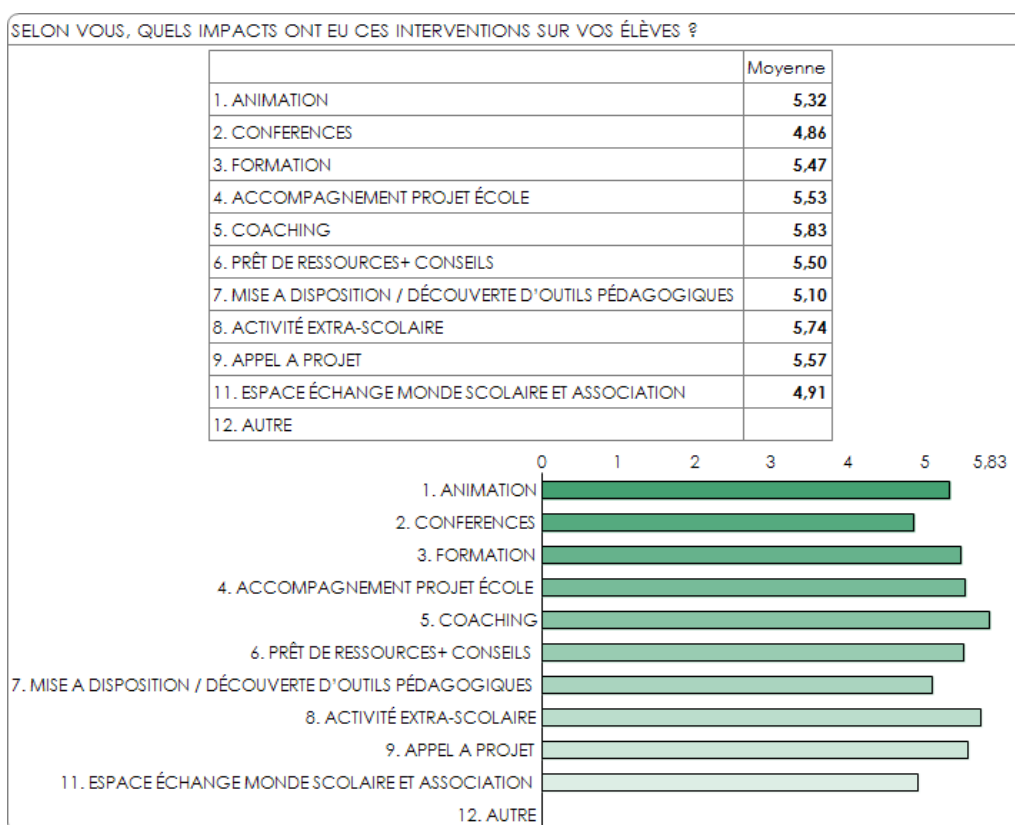 SELON VOUS, QUELS IMPACTS ONT EU CES INTERVENTIONS SUR VOS ÉLÈVES ?
Moyenne
1. ANIMATION 5,32
2. CONFERENCES 4,86
3. FORMATION 5,47
4. ACCOMPAGNEMENT PROJET ÉCOLE 5,53
5. COACHING 5,83
6. PRÊT DE RESSOURCES+ CONSEILS 5,50
7. MISE A DISPOSITION / DÉCOUVERTE D'OUTILS PÉDAGOGIQUES 5,10
8. ACTIVITÉ EXTRA-SCOLAIRE 5,74
9. APPEL A PROJET 5,57
11. ESPACE ÉCHANGE MONDE SCOLAIRE ET ASSOCIATION 4,91
12. AUTRE
0 1 2 3 4 5 5,83
1. ANIMATION
2. CONFERENCES
3. FORMATION
4. ACCOMPAGNEMENT PROJET ÉCOLE
5. COACHING
6. PRÊT DE RESSOURCES+ CONSEILS
7. MISE A DISPOSITION / DÉCOUVERTE D'OUTILS PÉDAGOGIQUES
8. ACTIVITÉ EXTRA-SCOLAIRE
9. APPEL A PROJET
11. ESPACE ÉCHANGE MONDE SCOLAIRE ET ASSOCIATION
12. AUTRE